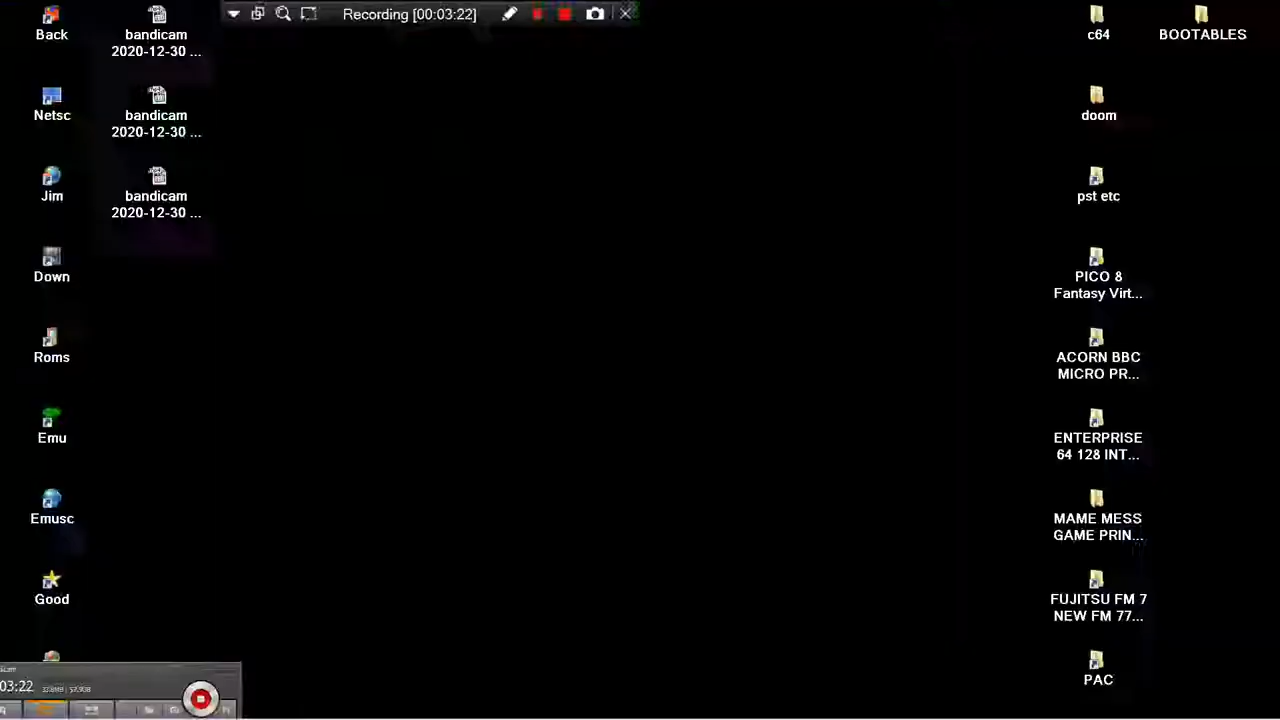 Recording [00:03:22]
Back
Netsc
Jim
Down
Roms
Emu
Emusc
Good
bandicam
2020-12-30 ...
bandicam
2020-12-30 ...
bandicam
2020-12-30 ...
c64
doom
pst etc
PICO 8
Fantasy Virt...
ACORN BBC
MICRO PR...
ENTERPRISE
64 128 INT...
MAME MESS
GAME PRIN...
FUJITSU FM 7
NEW FM 77...
PAC
BOOTABLES
03:22